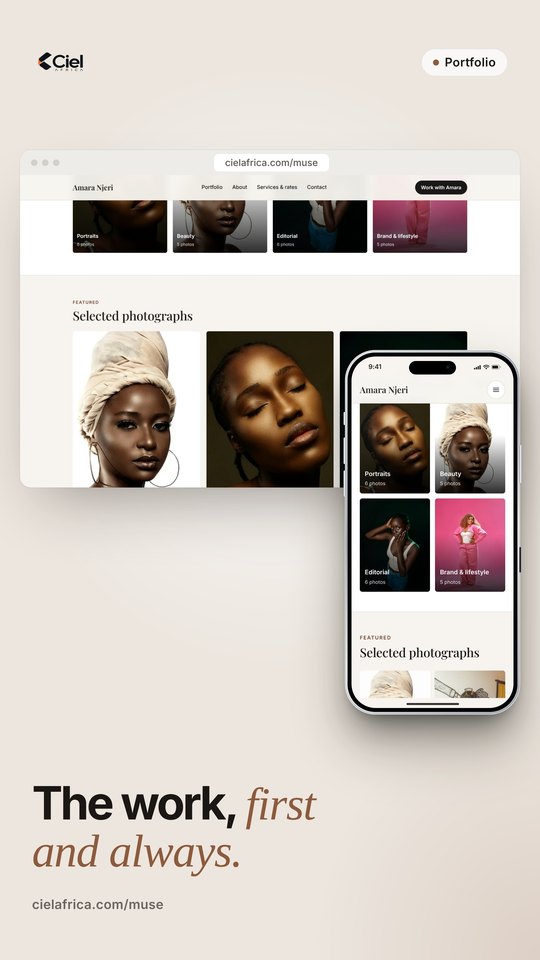 Ciel
AFRICA
Portfolio
cielafrica.com/muse
Amara Njeri
Portfolio
About
Services & rates
Contact
Work with Amara
Portraits
6 photos
Beauty
5 photos
Editorial
6 photos
Brand & lifestyle
5 photos
FEATURED
Selected photographs
9:41
Amara Njeri
Portraits
6 photos
Beauty
5 photos
Editorial
6 photos
Brand & lifestyle
5 photos
FEATURED
Selected photographs
The work, first
and always.
cielafrica.com/muse